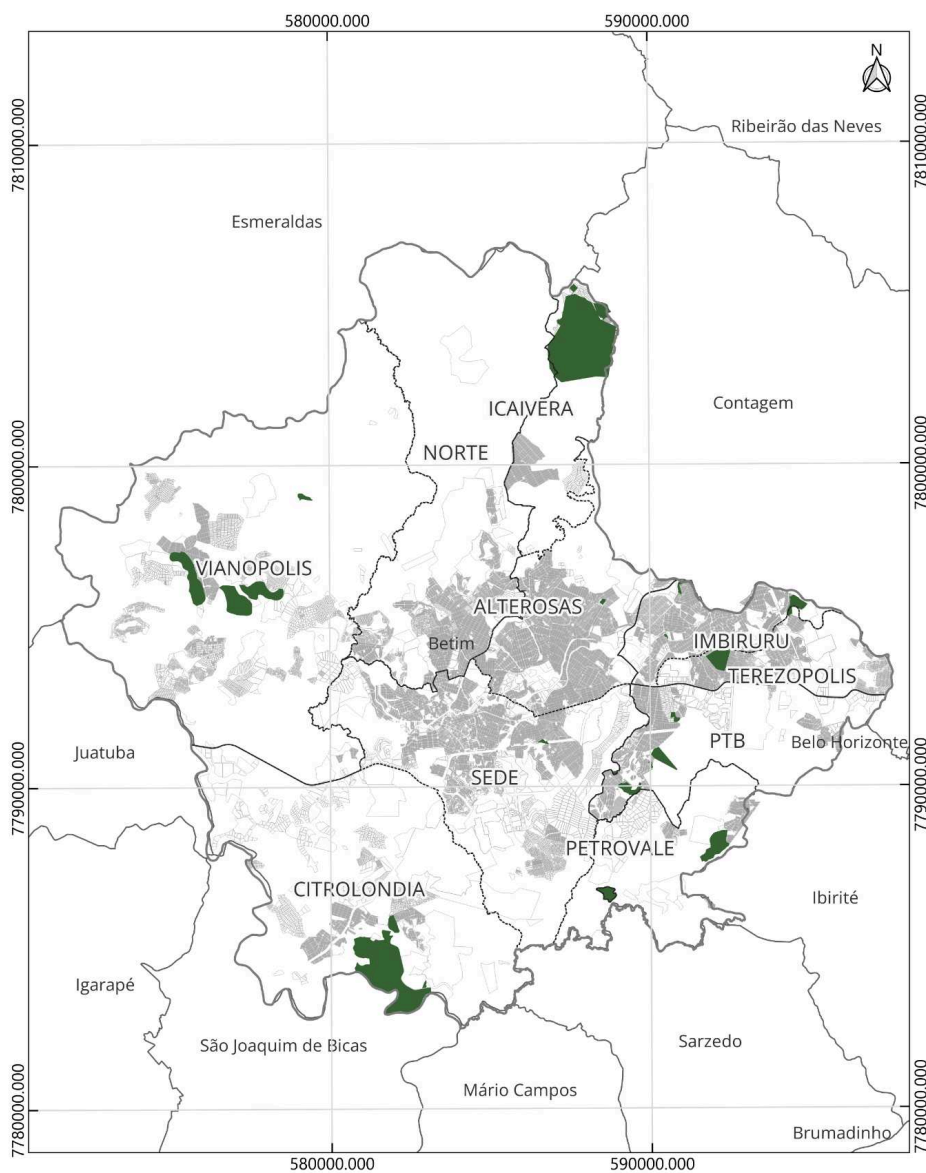 580000.000
590000.000
N
7810000.000
7810000.000
Ribeirão das Neves
Esmeraldas
Contagem
ICAIVERA
NORTE
7800000.000
7800000.000
VIANOPOLIS
ALTEROSAS
Betim
IMBIRURU
TEREZOPOLIS
Juatuba
PTB
Belo Horizonte
SEDE
7790000.000
7790000.000
PETROVALE
CITROLONDIA
Ibirité
Igarapé
São Joaquim de Bicas
Sarzedo
Mário Campos
7780000.000
7780000.000
Brumadinho
580000.000
590000.000